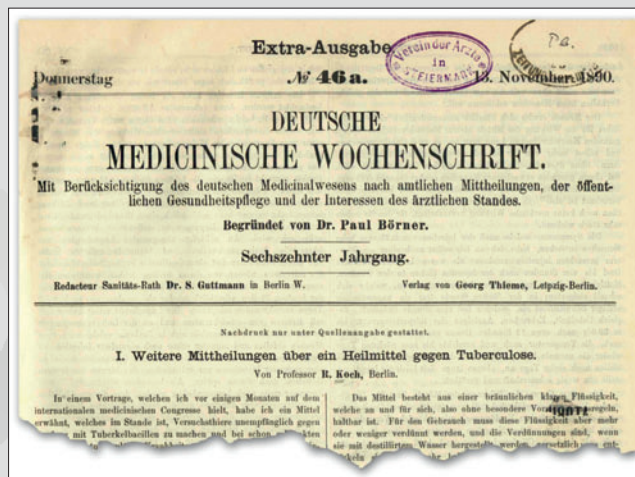 Extra-Ausgabe
Donnerstag № 46a. 13. November 1890.
Verein der Ärzte
in
STEIERMARK
Pa.
DEUTSCHE
MEDICINISCHE WOCHENSCHRIFT.
Mit Berücksichtigung des deutschen Medicinalwesens nach amtlichen Mittheilungen, der öffent-
lichen Gesundheitspflege und der Interessen des ärztlichen Standes.
Begründet von Dr. Paul Börner.
Sechszehnter Jahrgang.
Redacteur Sanitäts-Rath Dr. S. Guttmann in Berlin W. Verlag von Georg Thieme, Leipzig-Berlin.
Nachdruck nur unter Quellenangabe gestattet.
I. Weitere Mittheilungen über ein Heilmittel gegen Tuberculose.
Von Professor R. Koch, Berlin.
In einem Vortrage, welchen ich vor einigen Monaten auf dem
internationalen medicinischen Congresse hielt, habe ich ein Mittel
erwähnt, welches im Stande ist, Versuchsthiere unempfänglich gegen
mit Tuberkelbacillen zu machen und bei schon
Das Mittel besteht aus einer bräunlichen klaren Flüssigkeit,
welche an und für sich, also ohne besondere
haltbar ist. Für den Gebrauch muss diese Flüssigkeit aber mehr
oder weniger verdünnt werden, und die Verdünnungen sind, wenn
sie mit destillirtem Wasser hergestellt werden,